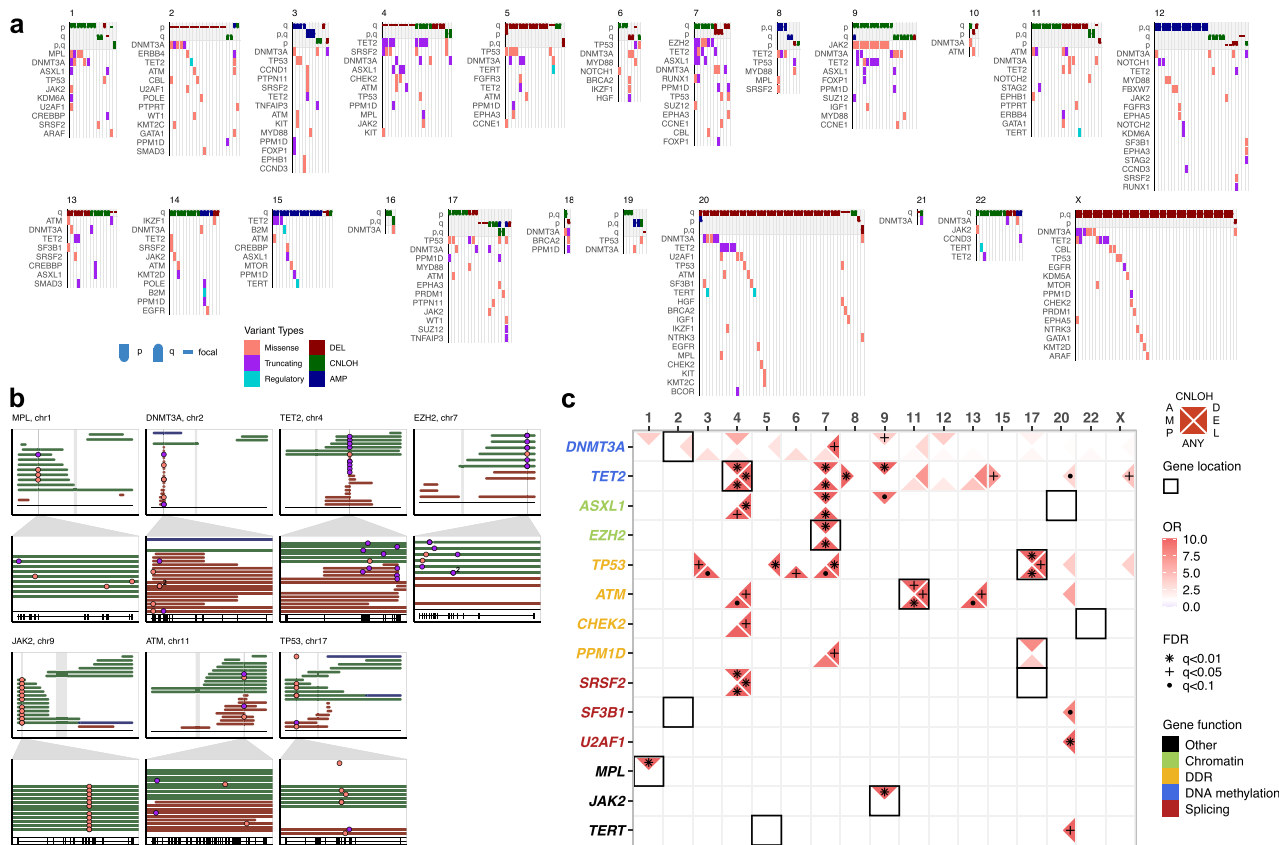 a
1 2 3 4 5 6 7 8 9 10 11 12
p
q
p,q
MPL
DNMT3A
ASXL1
TP53
JAK2
KDM6A
U2AF1
CREBBP
SRSF2
ARAF
q
p
DNMT3A
ERBB4
TET2
ATM
CBL
U2AF1
POLE
PTPRT
WT1
KMT2C
GATA1
PPM1D
SMAD3
q
p,q
p
DNMT3A
TP53
CCND1
PTPN11
SRSF2
TET2
TNFAIP3
ATM
KIT
MYD88
PPM1D
FOXP1
EPHB1
CCND3
q
p
TET2
SRSF2
DNMT3A
ASXL1
CHEK2
ATM
TP53
PPM1D
MPL
JAK2
KIT
q
p
TP53
DNMT3A
TERT
FGFR3
TET2
ATM
PPM1D
EPHA3
CCNE1
p
q
TP53
DNMT3A
MYD88
NOTCH1
BRCA2
IKZF1
HGF
q
p,q
p
EZH2
TET2
ASXL1
DNMT3A
RUNX1
PPM1D
TP53
SUZ12
EPHA3
CCNE1
CBL
FOXP1
p,q
q
p
DNMT3A
TET2
TP53
MYD88
MPL
SRSF2
p
p,q
q
JAK2
DNMT3A
TET2
ASXL1
FOXP1
PPM1D
SUZ12
IGF1
MYD88
CCNE1
q
p
DNMT3A
ATM
q
p
ATM
DNMT3A
TET2
NOTCH2
STAG2
EPHB1
PTPRT
ERBB4
GATA1
TERT
p,q
q
p
DNMT3A
NOTCH1
TET2
MYD88
FBXW7
JAK2
FGFR3
EPHA5
NOTCH2
KDM6A
SF3B1
EPHA3
STAG2
CCND3
SRSF2
RUNX1
13 14 15 16 17 18 19 20 21 22 X
q
ATM
DNMT3A
TET2
SF3B1
SRSF2
CREBBP
ASXL1
SMAD3
q
IKZF1
DNMT3A
TET2
SRSF2
JAK2
ATM
KMT2D
POLE
B2M
PPM1D
EGFR
q
TET2
B2M
ATM
CREBBP
ASXL1
MTOR
PPM1D
TERT
q
p,q
DNMT3A
q
p
p,q
TP53
DNMT3A
PPM1D
MYD88
ATM
EPHA3
PRDM1
PTPN11
JAK2
WT1
SUZ12
TNFAIP3
p,q
p
q
DNMT3A
BRCA2
PPM1D
p
p,q
q
TP53
DNMT3A
q
p
p,q
DNMT3A
TET2
U2AF1
TP53
ATM
SF3B1
TERT
HGF
BRCA2
IGF1
IKZF1
NTRK3
EGFR
MPL
CHEK2
KIT
KMT2C
BCOR
q
DNMT3A
q
DNMT3A
JAK2
CCND3
TERT
TET2
p,q
q
p
DNMT3A
TET2
CBL
TP53
EGFR
KDM5A
MTOR
PPM1D
CHEK2
PRDM1
EPHA5
NTRK3
GATA1
KMT2D
ARAF
p q focal
Variant Types
Missense DEL
Truncating CNLOH
Regulatory AMP
b
MPL, chr1 DNMT3A, chr2 TET2, chr4 EZH2, chr7
2
JAK2, chr9 ATM, chr11 TP53, chr17
c
1 2 3 4 5 6 7 8 9 11 12 13 15 17 20 22 X
DNMT3A
TET2
ASXL1
EZH2
TP53
ATM
CHEK2
PPM1D
SRSF2
SF3B1
U2AF1
MPL
JAK2
TERT
CNLOH
AMP
DEL
ANY
Gene location
OR
10.0
7.5
5.0
2.5
0.0
FDR
q<0.01
q<0.05
q<0.1
Gene function
Other
Chromatin
DDR
DNA methylation
Splicing